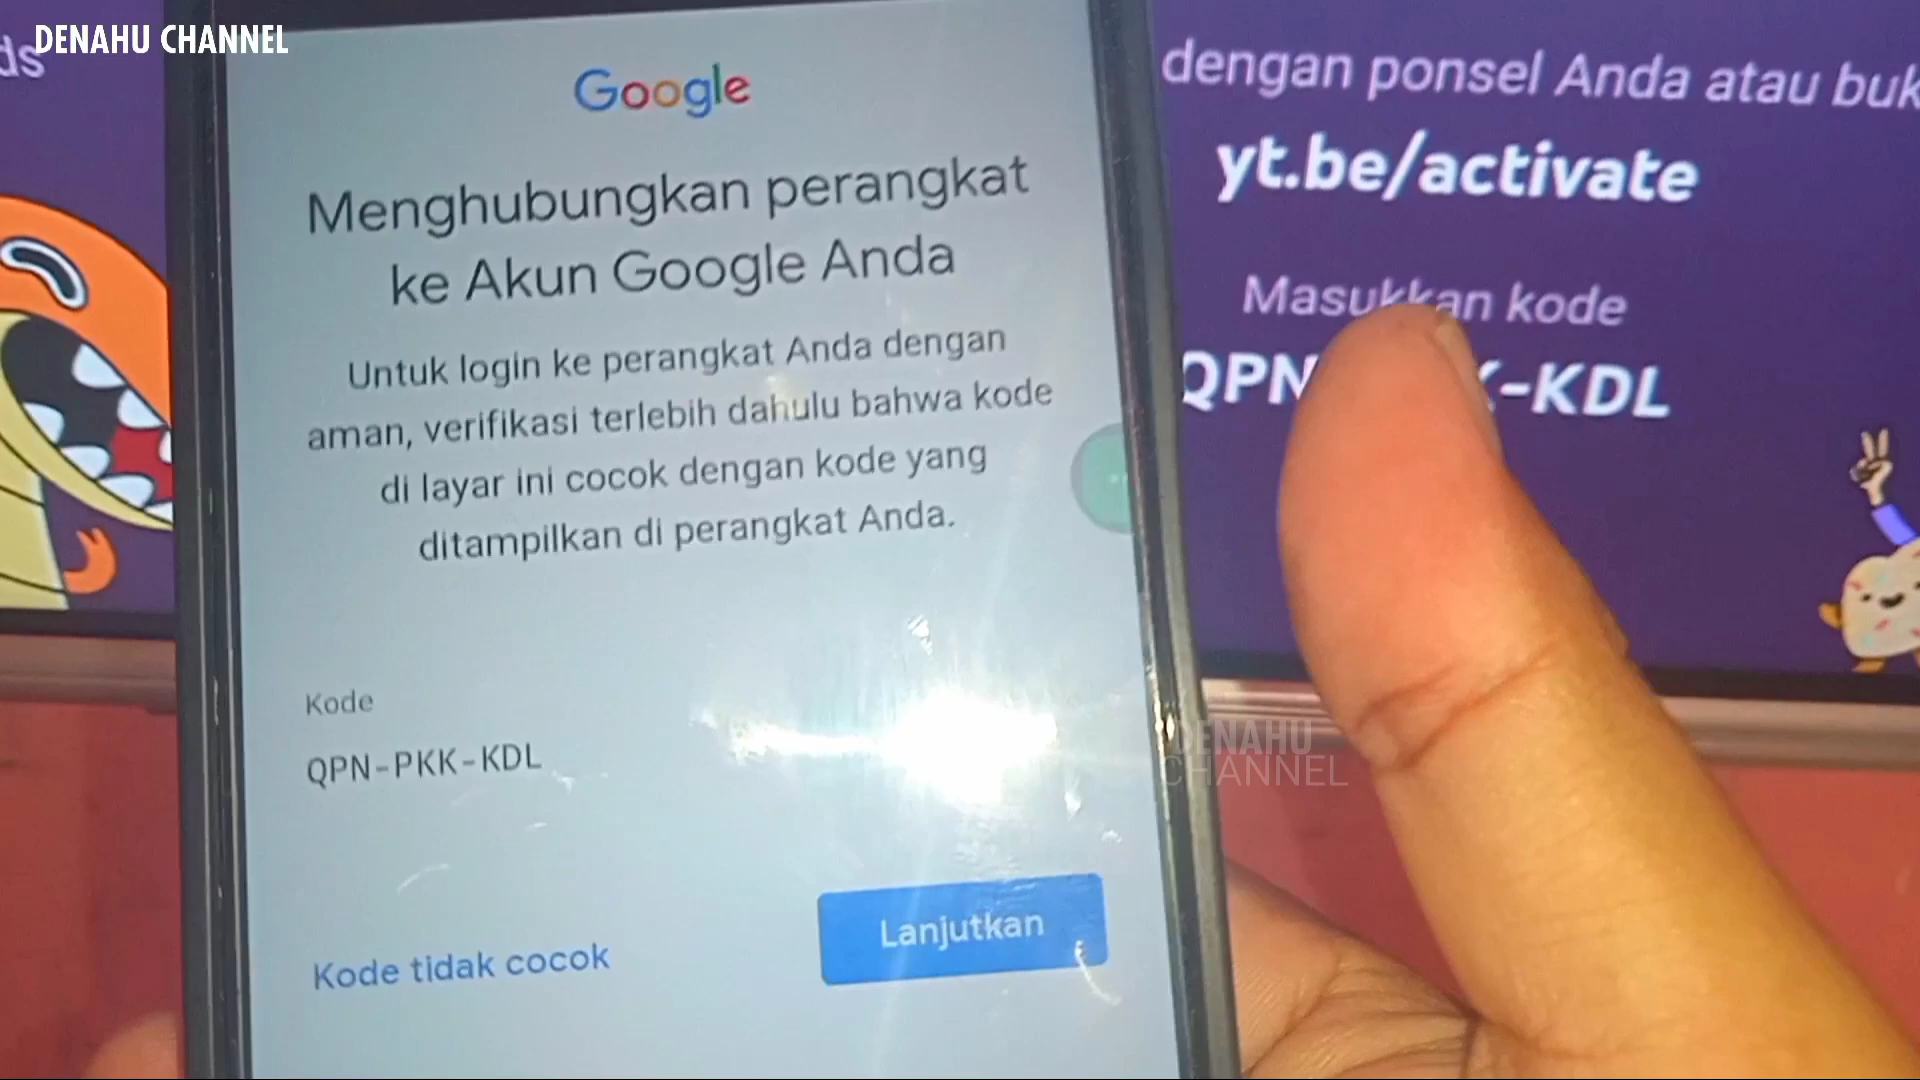 DENAHU CHANNEL
ds
Google
Menghubungkan perangkat
ke Akun Google Anda
Untuk login ke perangkat Anda dengan
aman, verifikasi terlebih dahulu bahwa kode
di layar ini cocok dengan kode yang
ditampilkan di perangkat Anda.
Kode
QPN-PKK-KDL
Kode tidak cocok
Lanjutkan
dengan ponsel Anda atau buk
yt.be/activate
Masukkan kode
QPN K-KDL
DENAHU
CHANNEL